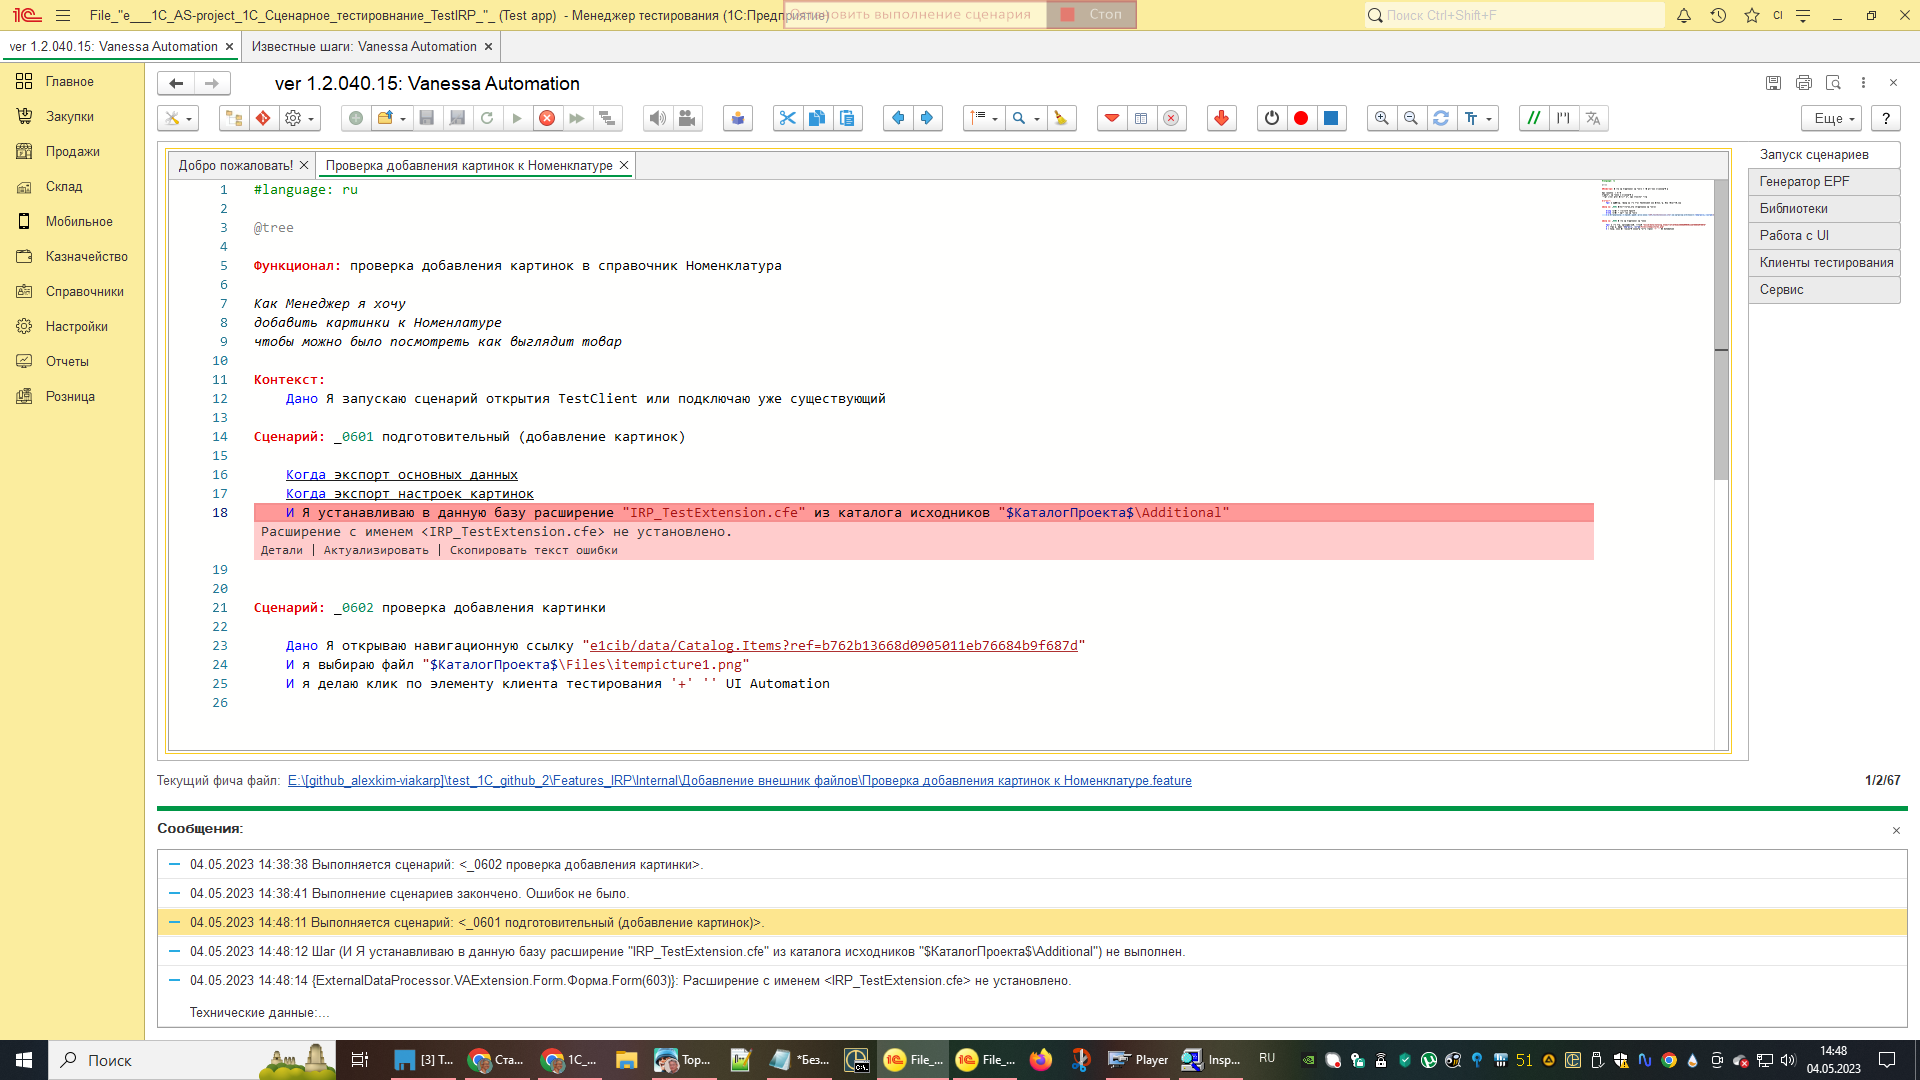 File_"e___1C_AS-project_1C_Сценарное_тестировнание_TestIRP_"_ (Test app) - Менеджер тестирования (1С:Предприятие)
Остановить выполнение сценария Стоп
Поиск Ctrl+Shift+F
CI
ver 1.2.040.15: Vanessa Automation
Известные шаги: Vanessa Automation
Главное
Закупки
Продажи
Склад
Мобильное
Казначейство
Справочники
Настройки
Отчеты
Розница
ver 1.2.040.15: Vanessa Automation
Еще
?
Добро пожаловать!
Проверка добавления картинок к Номенклатуре
1 #language: ru
2
3 @tree
4
5 Функционал: проверка добавления картинок в справочник Номенклатура
6
7 Как Менеджер я хочу
8 добавить картинки к Номенлатуре
9 чтобы можно было посмотреть как выглядит товар
10
11 Контекст:
12 Дано Я запускаю сценарий открытия TestClient или подключаю уже существующий
13
14 Сценарий: _0601 подготовительный (добавление картинок)
15
16 Когда экспорт основных данных
17 Когда экспорт настроек картинок
18 И Я устанавливаю в данную базу расширение "IRP_TestExtension.cfe" из каталога исходников "$КаталогПроекта$\Additional"
Расширение с именем <IRP_TestExtension.cfe> не установлено.
Детали | Актуализировать | Скопировать текст ошибки
19
20
21 Сценарий: _0602 проверка добавления картинки
22
23 Дано Я открываю навигационную ссылку "e1cib/data/Catalog.Items?ref=b762b13668d0905011eb76684b9f687d"
24 И я выбираю файл "$КаталогПроекта$\Files\itempicture1.png"
25 И я делаю клик по элементу клиента тестирования '+' '' UI Automation
26
Запуск сценариев
Генератор EPF
Библиотеки
Работа с UI
Клиенты тестирования
Сервис
Текущий фича файл: E:\[github_alexkim-viakarp]\test_1C_github_2\Features_IRP\Internal\Добавление внешник файлов\Проверка добавления картинок к Номенклатуре.feature
1/2/67
Сообщения:
04.05.2023 14:38:38 Выполняется сценарий: <_0602 проверка добавления картинки>.
04.05.2023 14:38:41 Выполнение сценариев закончено. Ошибок не было.
04.05.2023 14:48:11 Выполняется сценарий: <_0601 подготовительный (добавление картинок)>.
04.05.2023 14:48:12 Шаг (И Я устанавливаю в данную базу расширение "IRP_TestExtension.cfe" из каталога исходников "$КаталогПроекта$\Additional") не выполнен.
04.05.2023 14:48:14 {ExternalDataProcessor.VAExtension.Form.Форма.Form(603)}: Расширение с именем <IRP_TestExtension.cfe> не установлено.
Технические данные:...
Поиск
[3] T...
Ста...
1C_...
Top...
*Без...
File_...
File_...
Player
Insp...
RU
51
14:48
04.05.2023